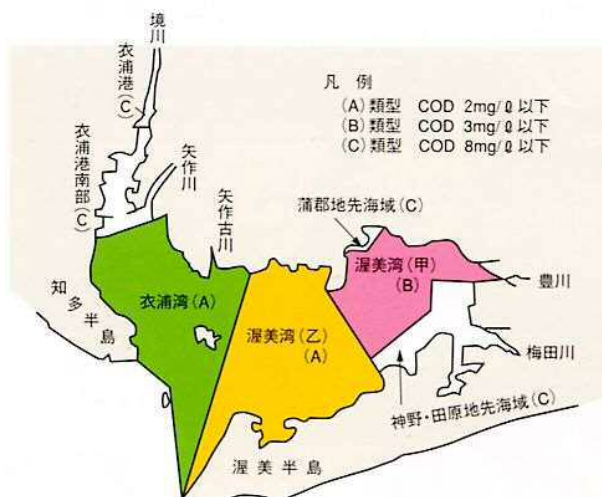 境川
衣浦港(C)
衣浦港南部(C)
矢作川
矢作古川
凡 例
(A)類型 COD 2mg/ℓ以下
(B)類型 COD 3mg/ℓ以下
(C)類型 COD 8mg/ℓ以下
蒲郡地先海域(C)
渥美湾(甲)
(B)
豊川
衣浦湾(A)
渥美湾(乙)
(A)
知多半島
梅田川
神野・田原地先海域(C)
渥美半島